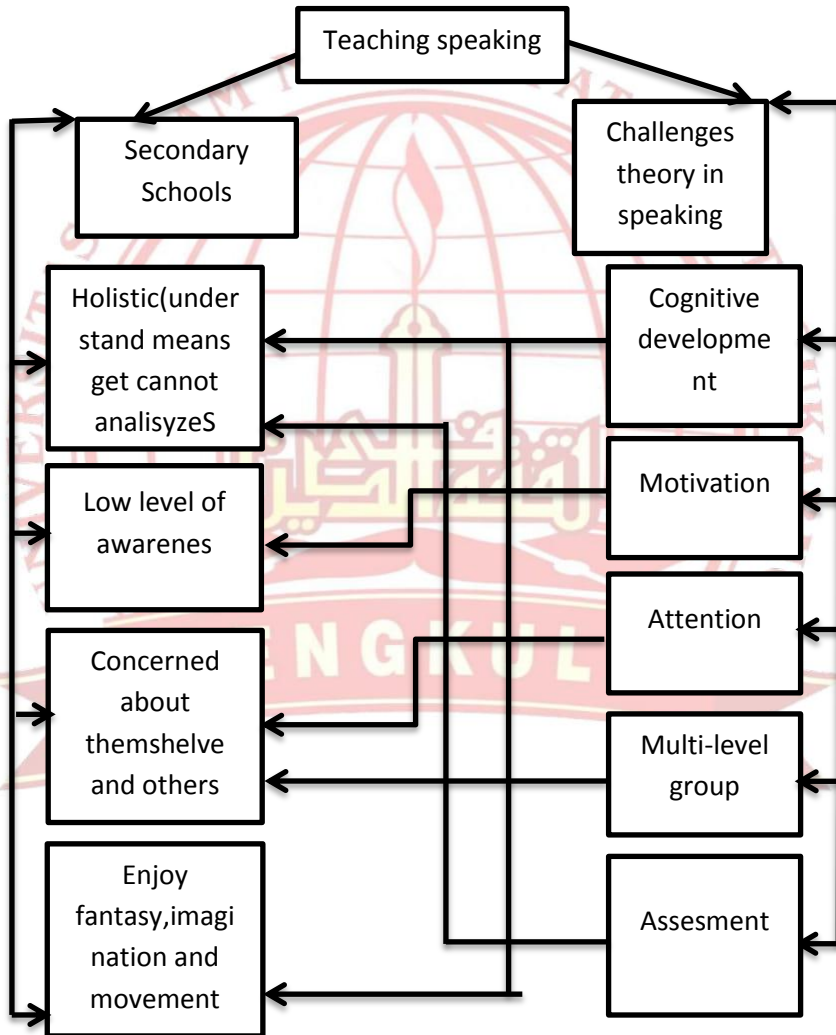 Teaching speaking
Secondary
Schools
Challenges
theory in
speaking
Holistic(under
stand means
get cannot
analisyzeS
Cognitive
developme
nt
Low level of
awarenes
Motivation
Concerned
about
themshelve
and others
Attention
Multi-level
group
Enjoy
fantasy,imagi
nation and
movement
Assesment
ENGKUL